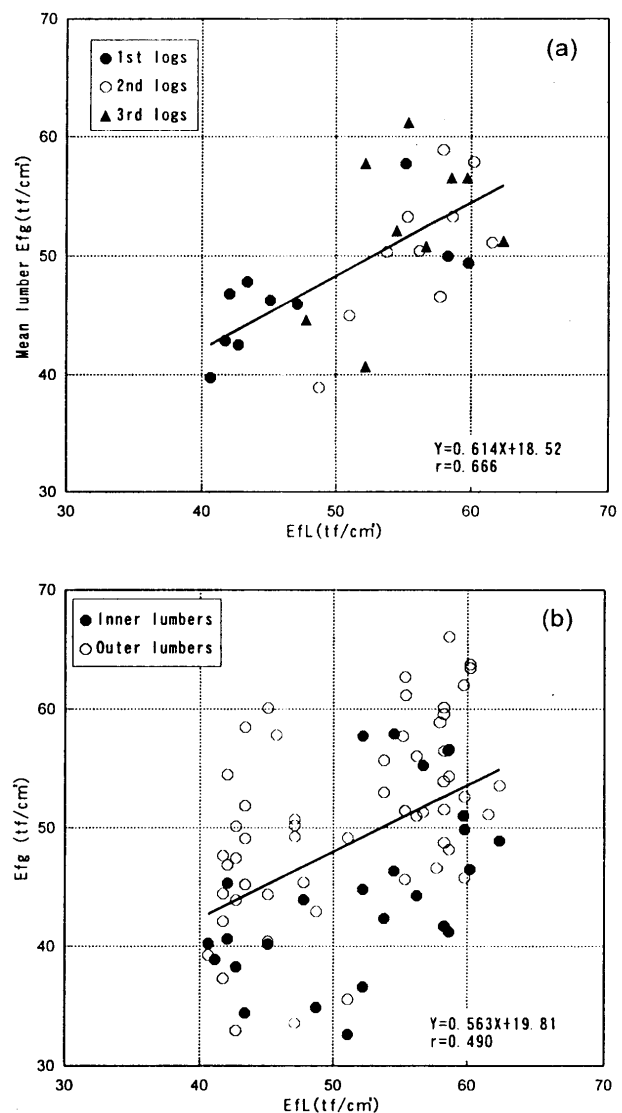 (a)
1st logs
2nd logs
3rd logs
70
60
50
40
30
Mean lumber Efg(tf/cm²)
Y=0.614X+18.52
r=0.666
30 40 50 60 70
EfL(tf/cm²)
(b)
Inner lumbers
Outer lumbers
70
60
50
40
30
Efg (tf/cm²)
Y=0.563X+19.81
r=0.490
30 40 50 60 70
EfL(tf/cm²)